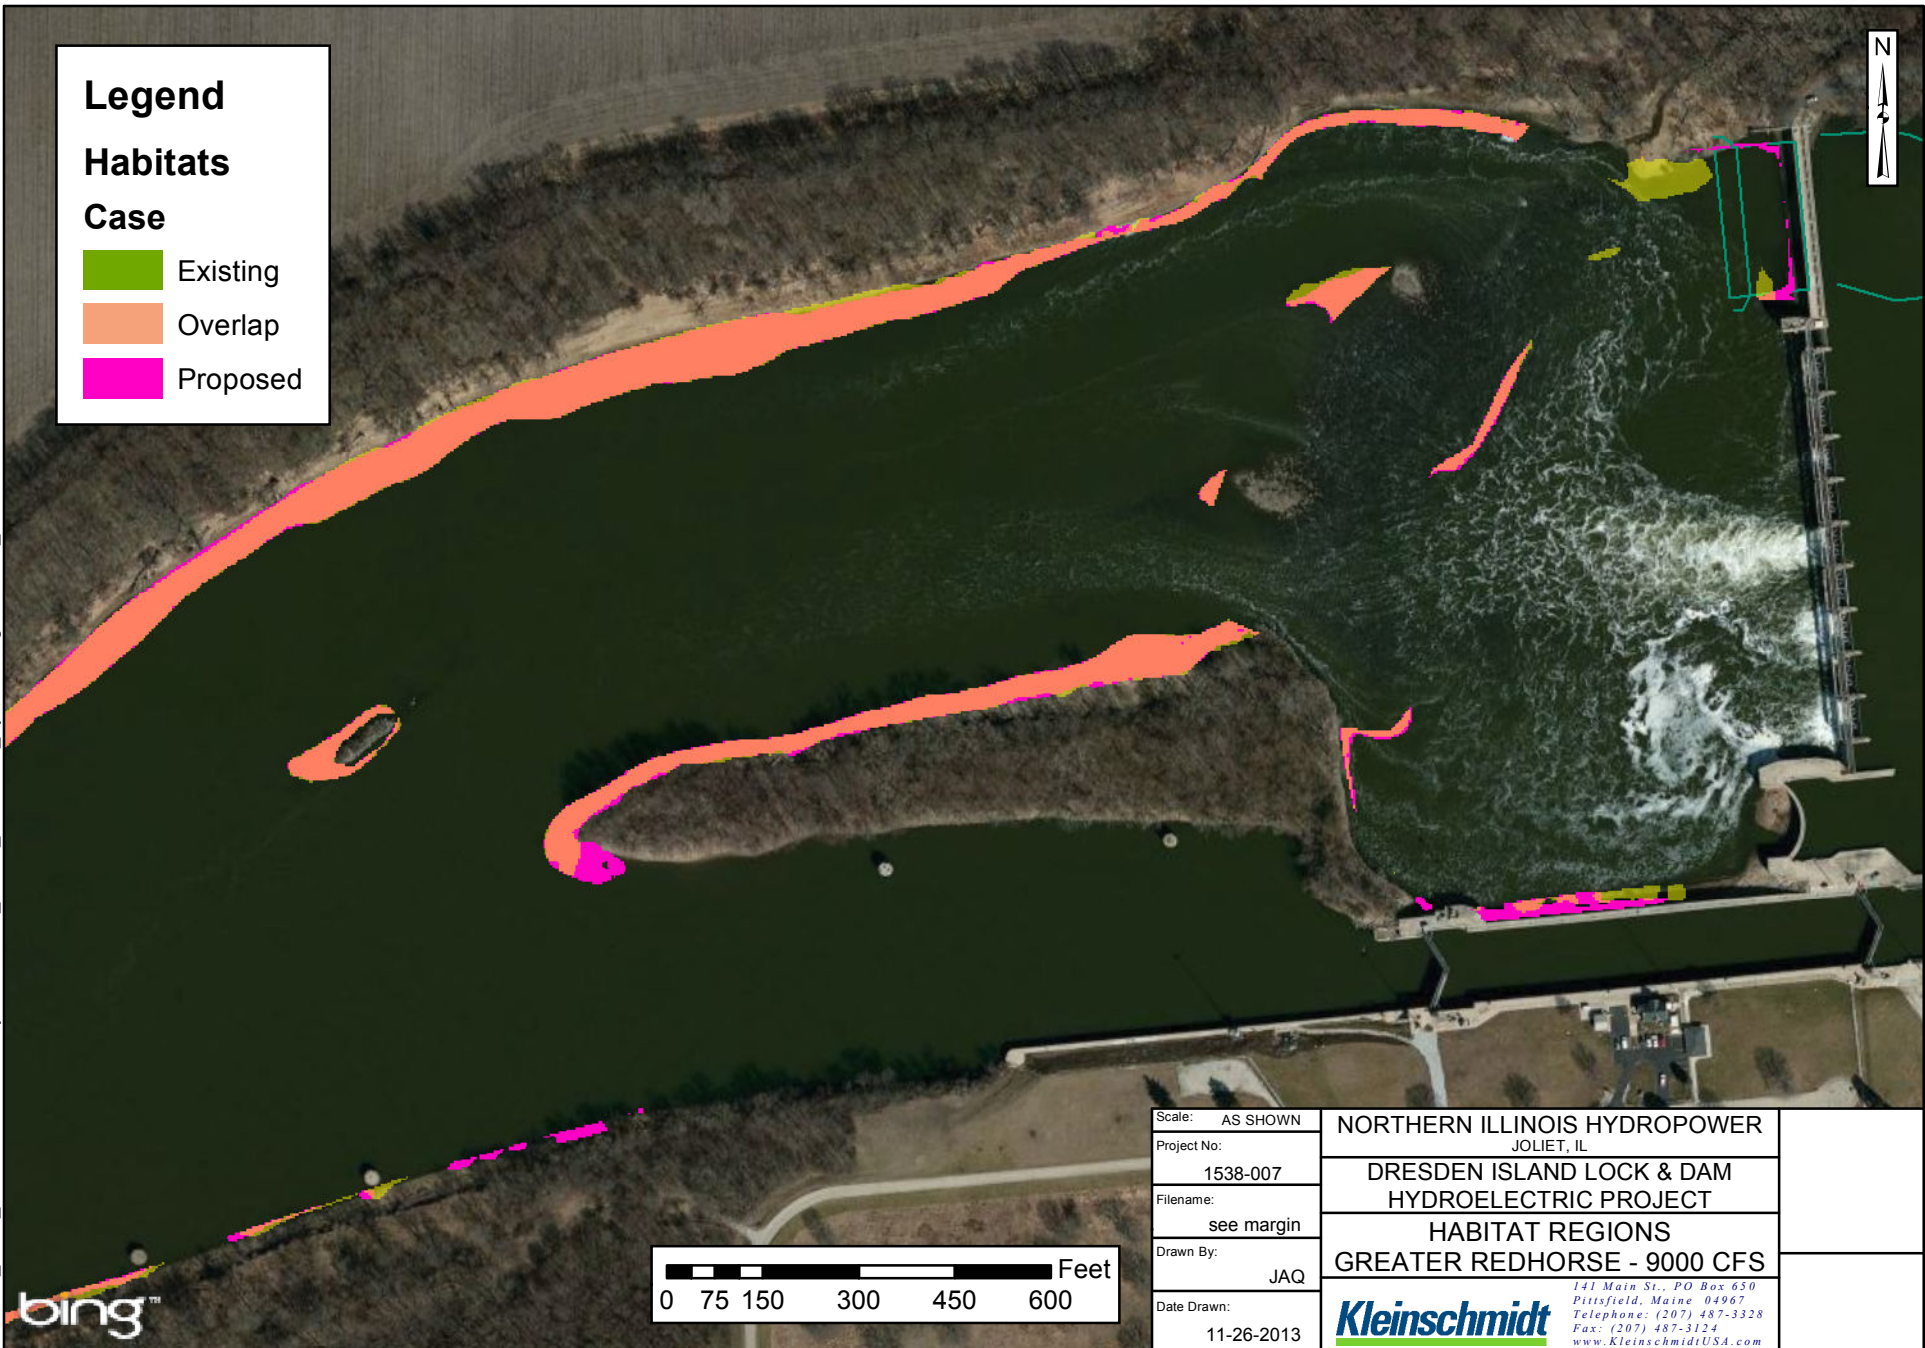 Legend
Habitats
Case
Existing
Overlap
Proposed
N
Feet
0 75 150 300 450 600
bing™
Scale: AS SHOWN
Project No:
1538-007
Filename:
see margin
Drawn By:
JAQ
Date Drawn:
11-26-2013
NORTHERN ILLINOIS HYDROPOWER
JOLIET, IL
DRESDEN ISLAND LOCK & DAM
HYDROELECTRIC PROJECT
HABITAT REGIONS
GREATER REDHORSE - 9000 CFS
Kleinschmidt
141 Main St., PO Box 650
Pittsfield, Maine 04967
Telephone: (207) 487-3328
Fax: (207) 487-3124
www.KleinschmidtUSA.com